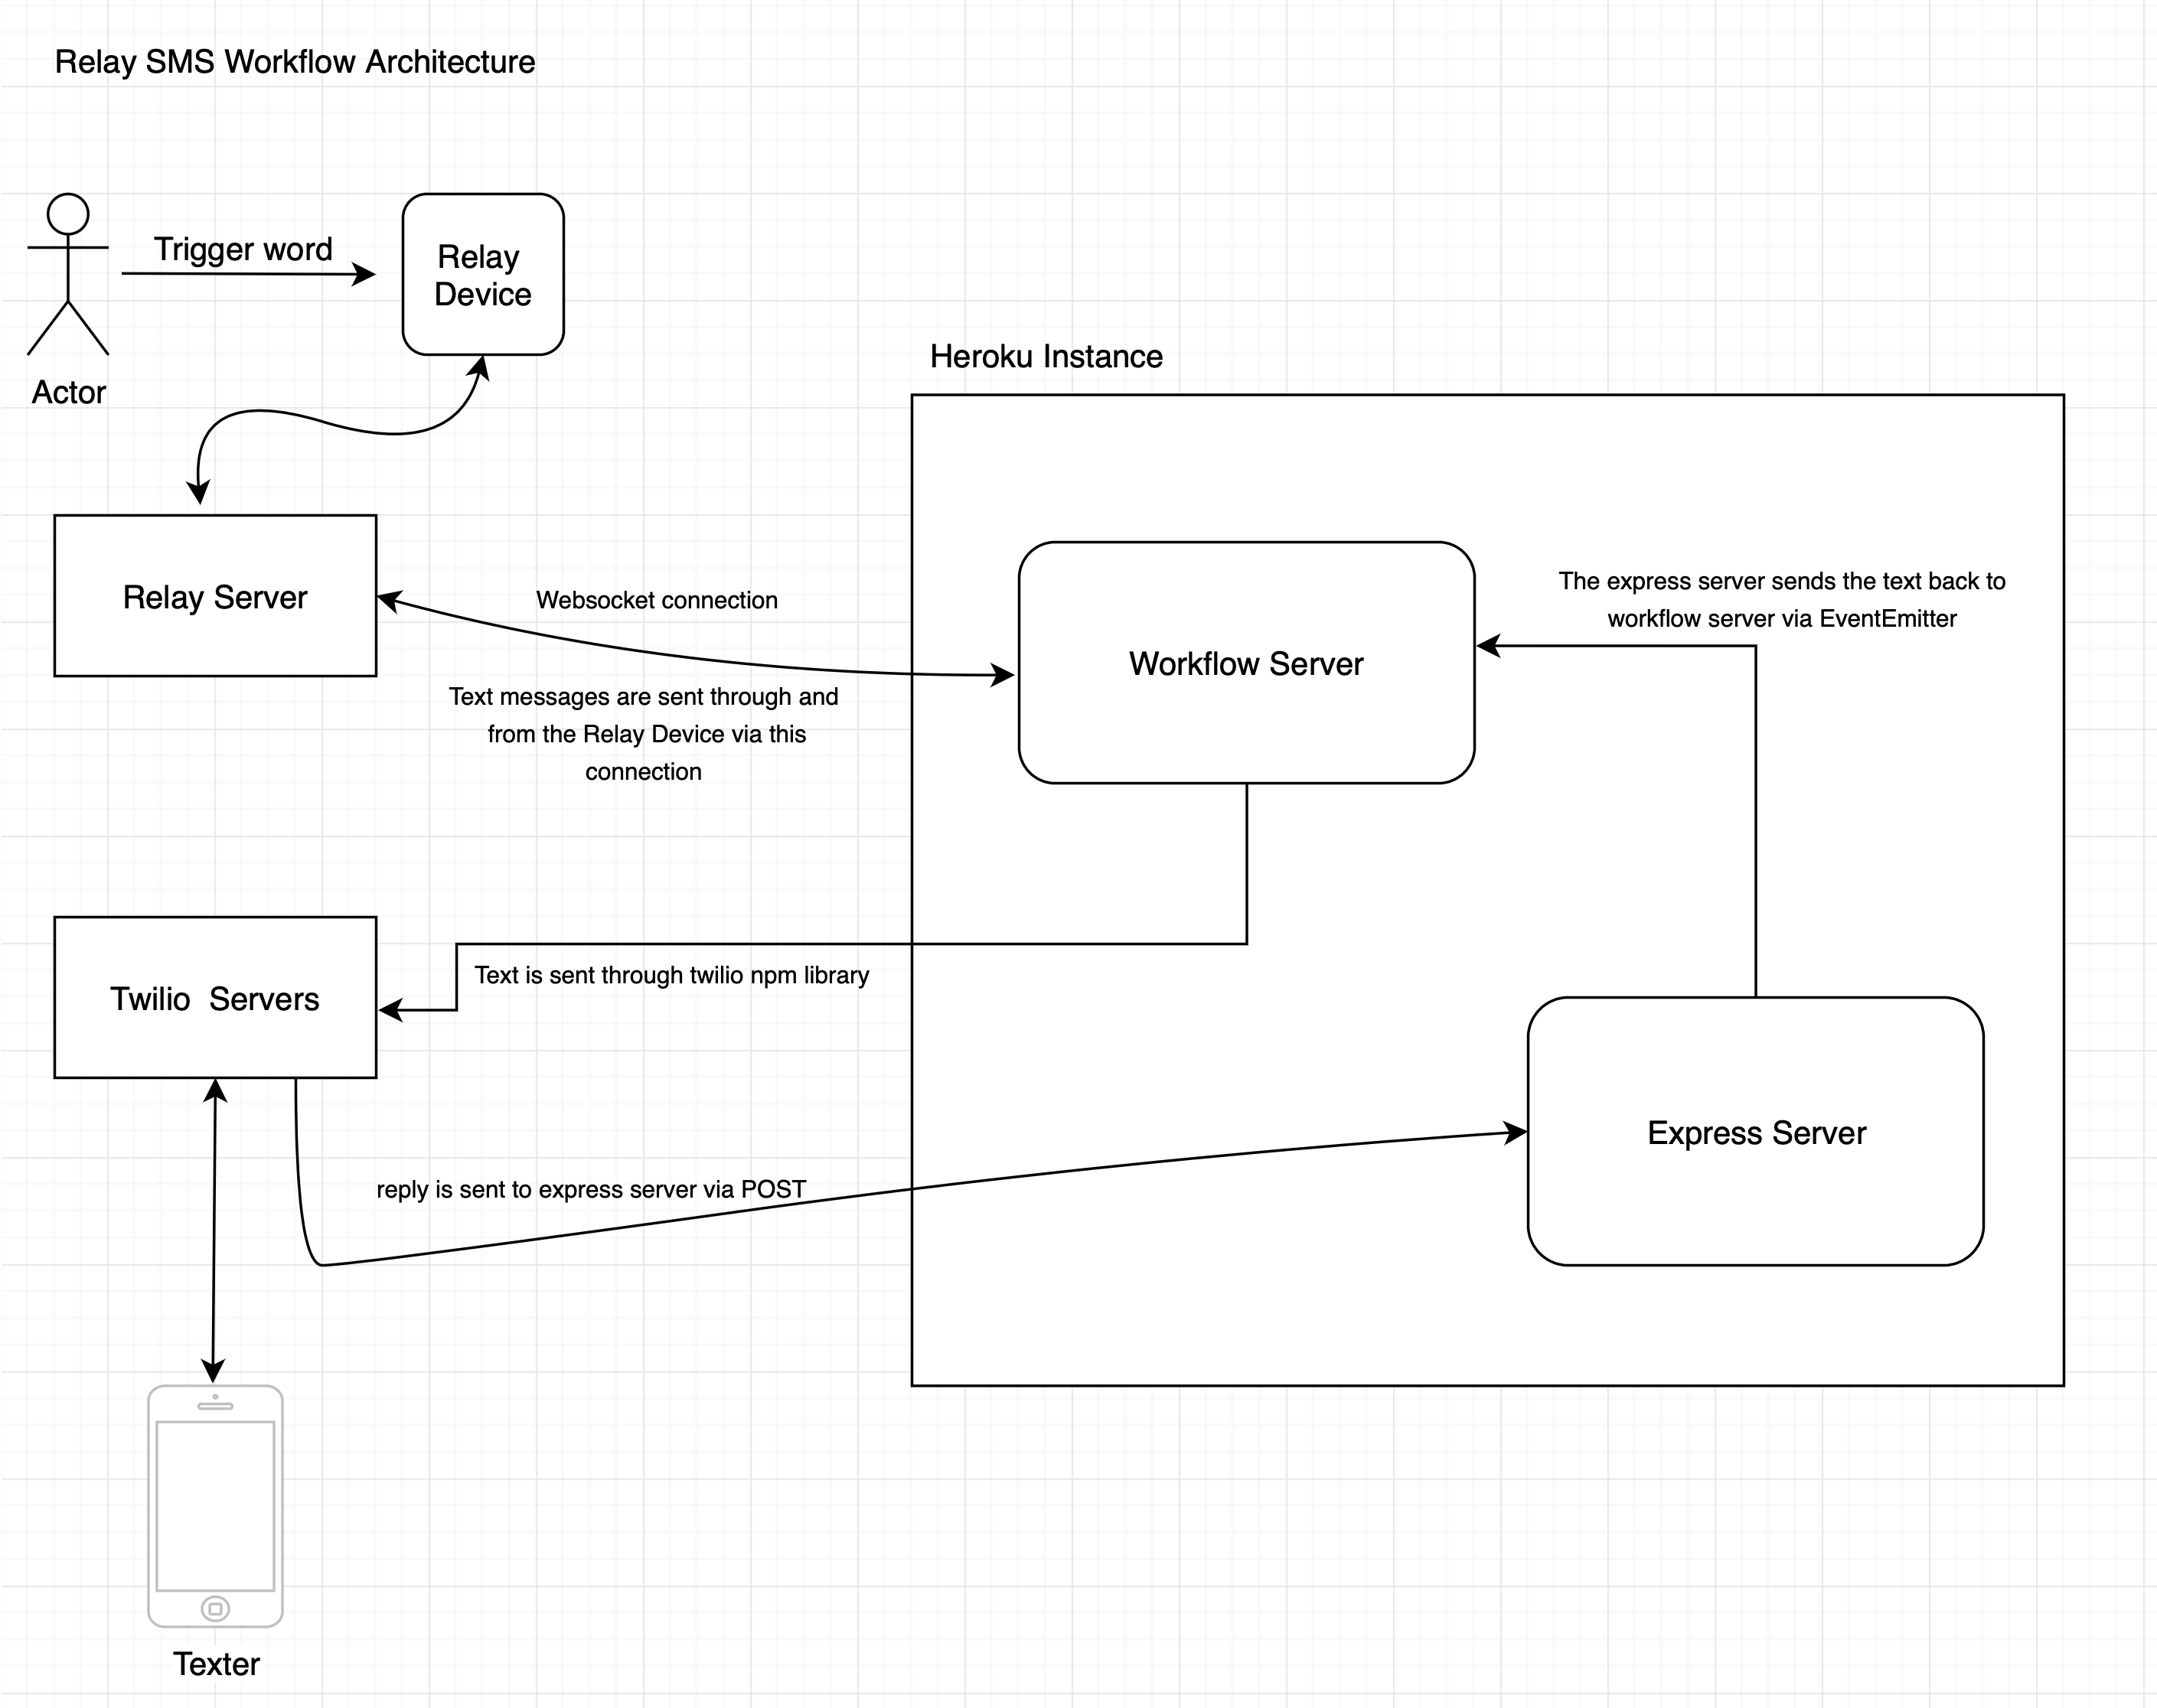 Relay SMS Workflow Architecture
Trigger word
Relay
Device
Actor
Heroku Instance
Relay Server
Websocket connection
Text messages are sent through and
from the Relay Device via this
connection
Workflow Server
The express server sends the text back to
workflow server via EventEmitter
Twilio  Servers
Text is sent through twilio npm library
Express Server
reply is sent to express server via POST
Texter